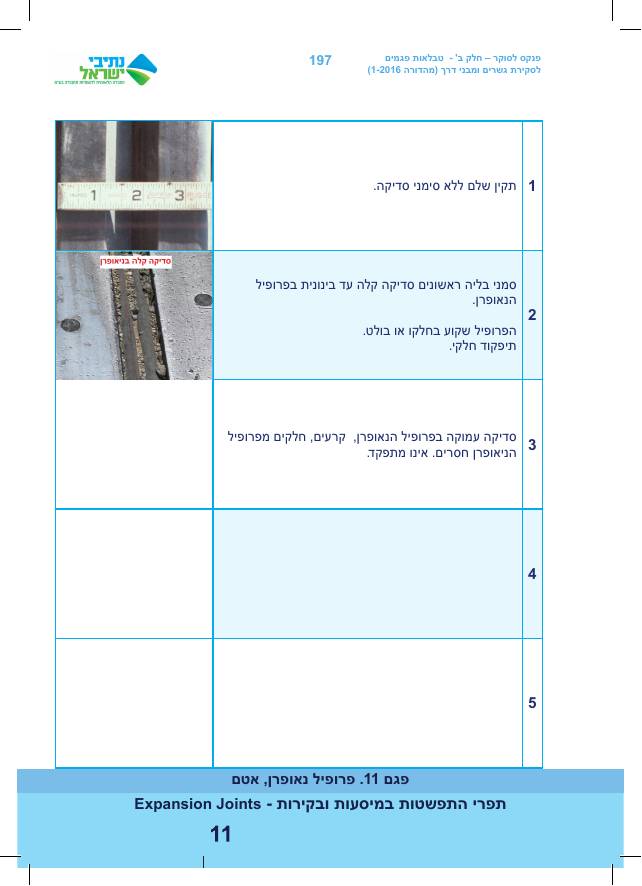 פנקס לסוקר – חלק ב' - טבלאות פגמים
לסקירת גשרים ומבני דרך (מהדורה 1-2016)
197
נתיבי
ישראל
1 2 3
תקין שלם ללא סימני סדיקה.
1
סדיקה קלה בניאופרן
סמני בליה ראשונים סדיקה קלה עד בינונית בפרופיל
הנאופרן.
הפרופיל שקוע בחלקו או בולט.
תיפקוד חלקי.
2
סדיקה עמוקה בפרופיל הנאופרן, קרעים, חלקים מפרופיל
הניאופרן חסרים. אינו מתפקד.
3
4
5
פגם 11. פרופיל נאופרן, אטם
תפרי התפשטות במיסעות ובקירות - Expansion Joints
11